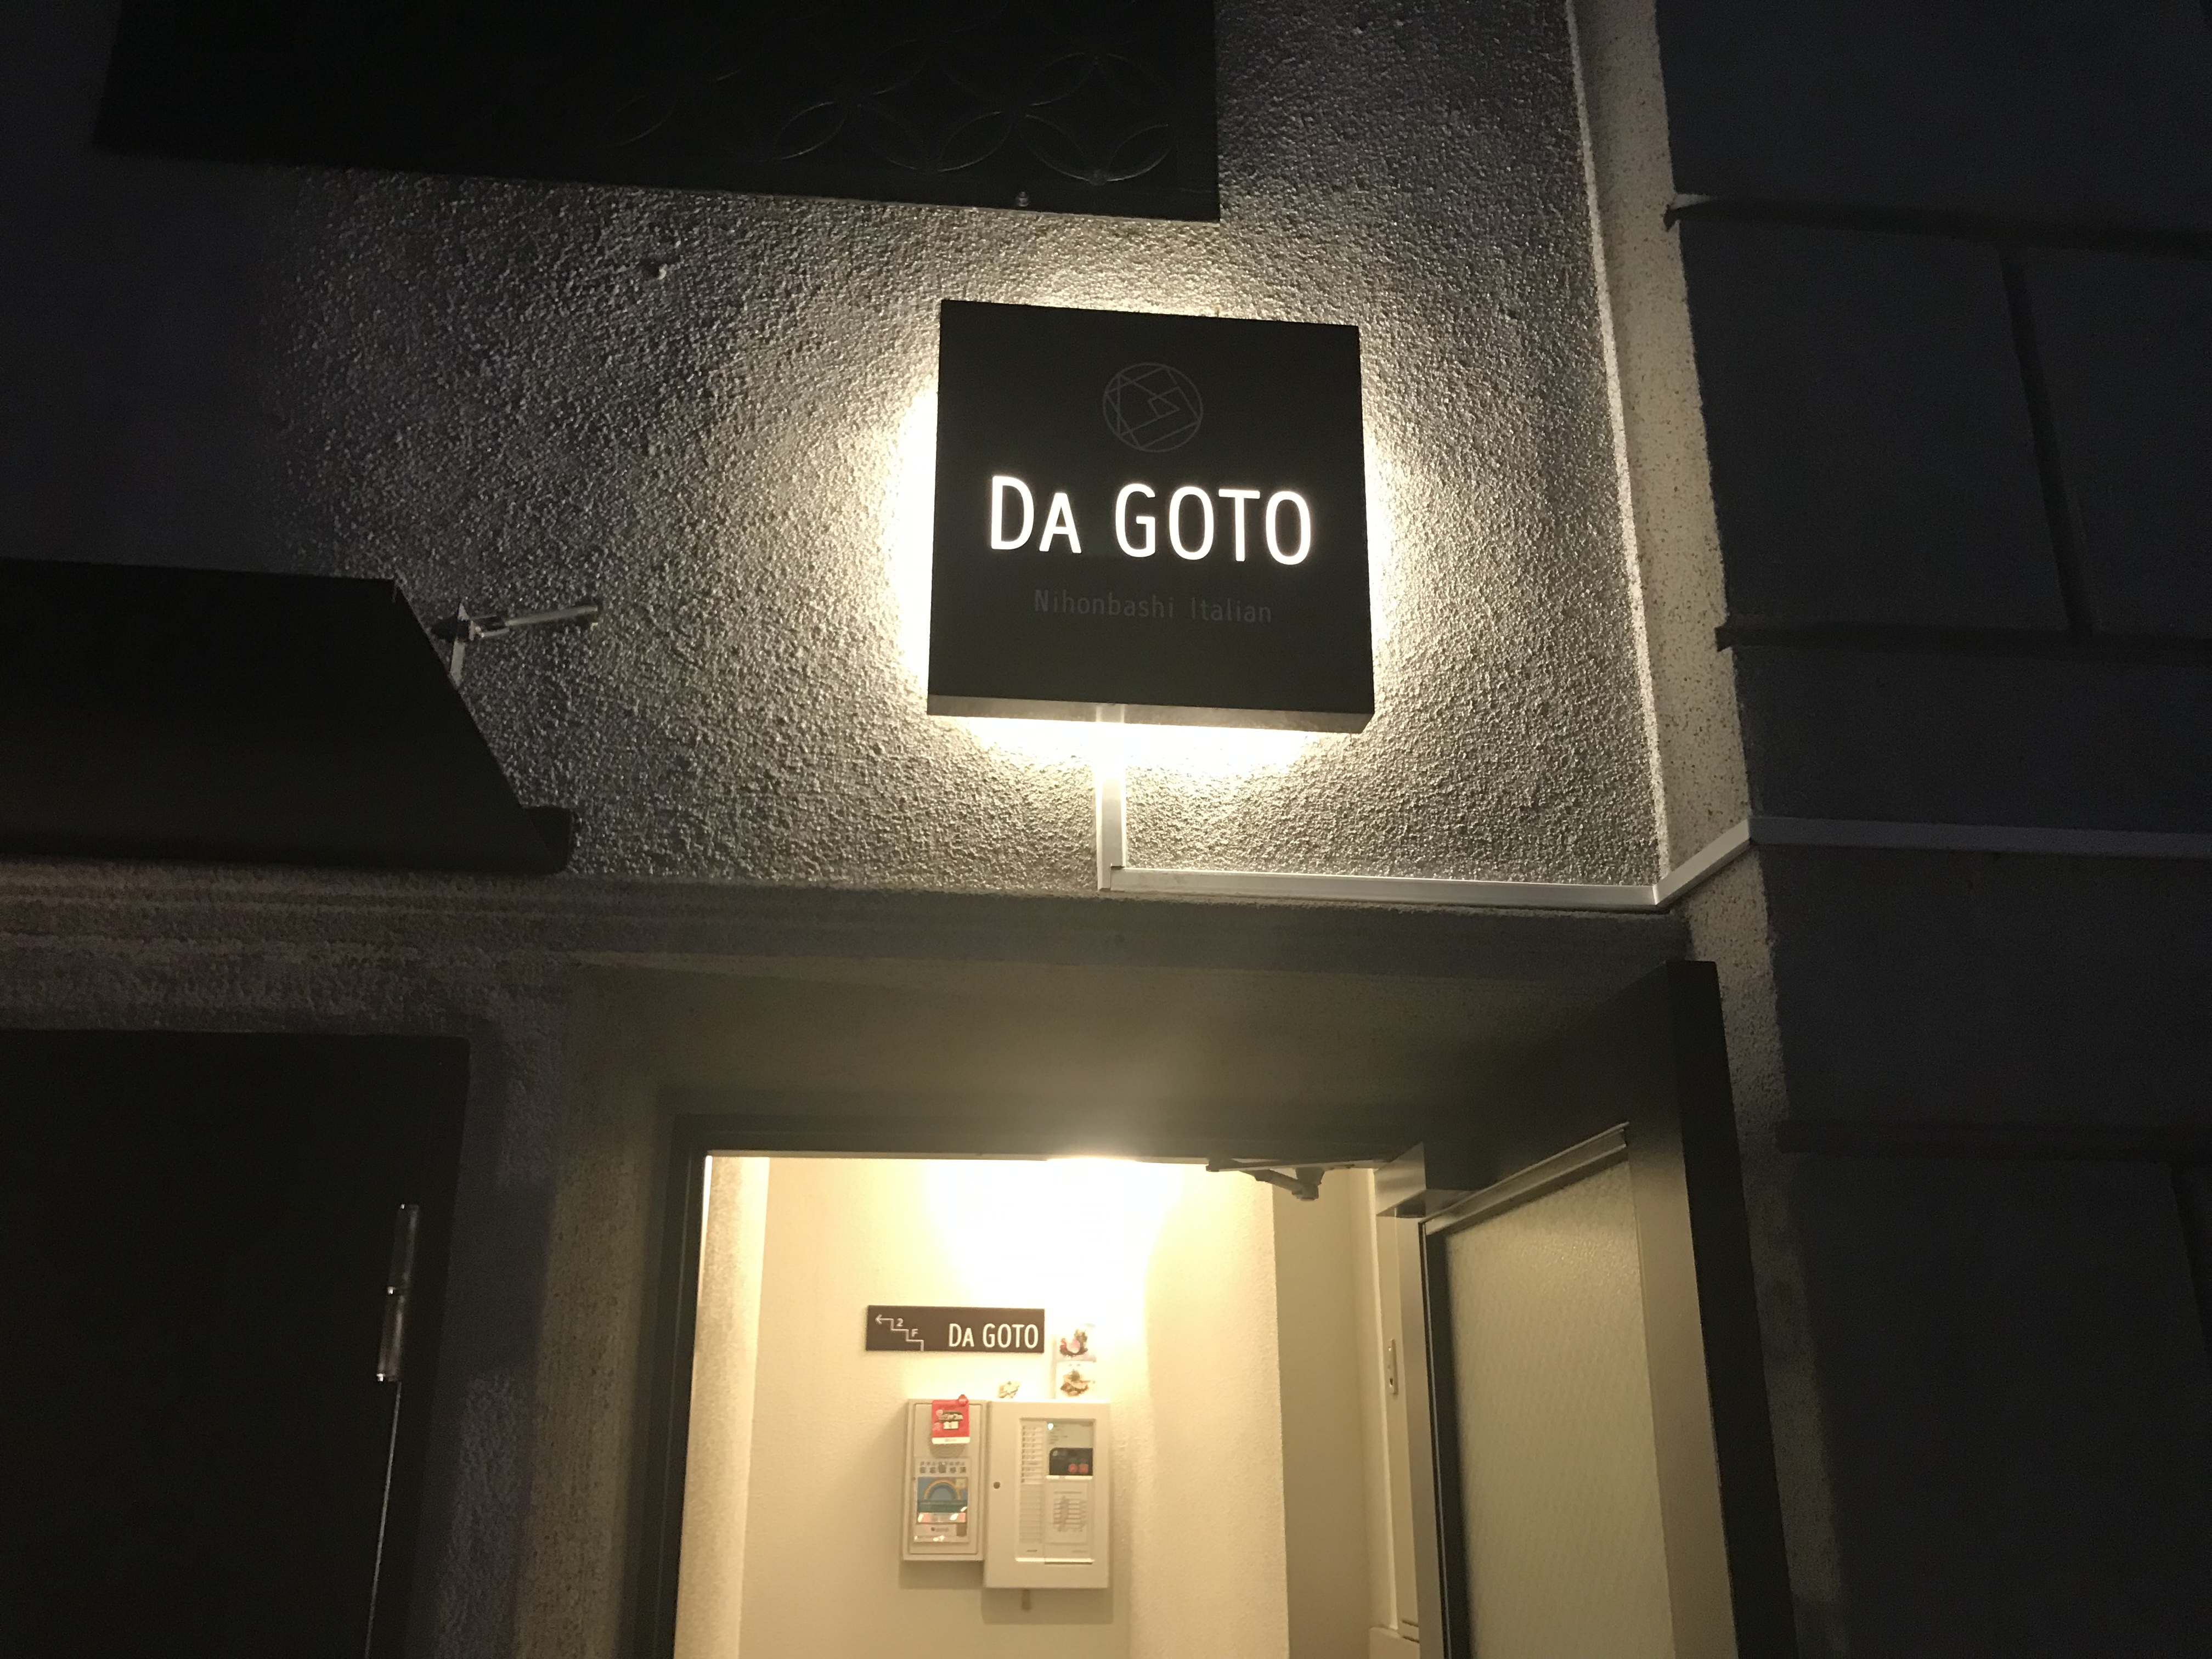 DA GOTO
Nihonbashi Italian
2F
DA GOTO